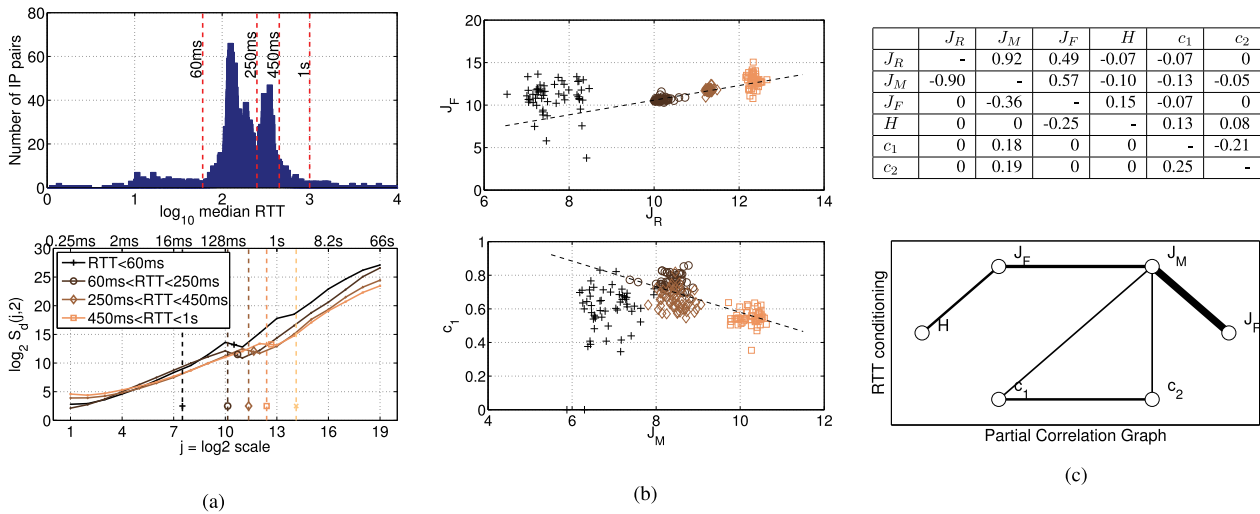 80
60
40
20
0
Number of IP pairs
60ms
250ms
450ms
1s
0 1 2 3 4
log10 median RTT
0.25ms 2ms 16ms 128ms 1s 8.2s 66s
30
25
20
15
10
5
0
log2 Sd(j,2)
RTT<60ms
60ms<RTT<250ms
250ms<RTT<450ms
450ms<RTT<1s
1 4 7 10 13 16 19
j = log2 scale
(a)
20
15
10
5
0
JF
6 8 10 12 14
JR
1
0.8
0.6
0.4
0.2
0
c1
4 6 8 10 12 14
JM
(b)
JR JM JF H c1 c2
JR - 0.92 0.49 -0.07 -0.07 0
JM -0.90 - 0.57 -0.10 -0.13 -0.05
JF 0 -0.36 - 0.15 -0.07 0
H 0 0 -0.25 - 0.13 0.08
c1 0 0.18 0 0 - -0.21
c2 0 0.19 0 0 0.25 -
RTT conditioning
JF
JM
H
JR
c1
c2
Partial Correlation Graph
(c)